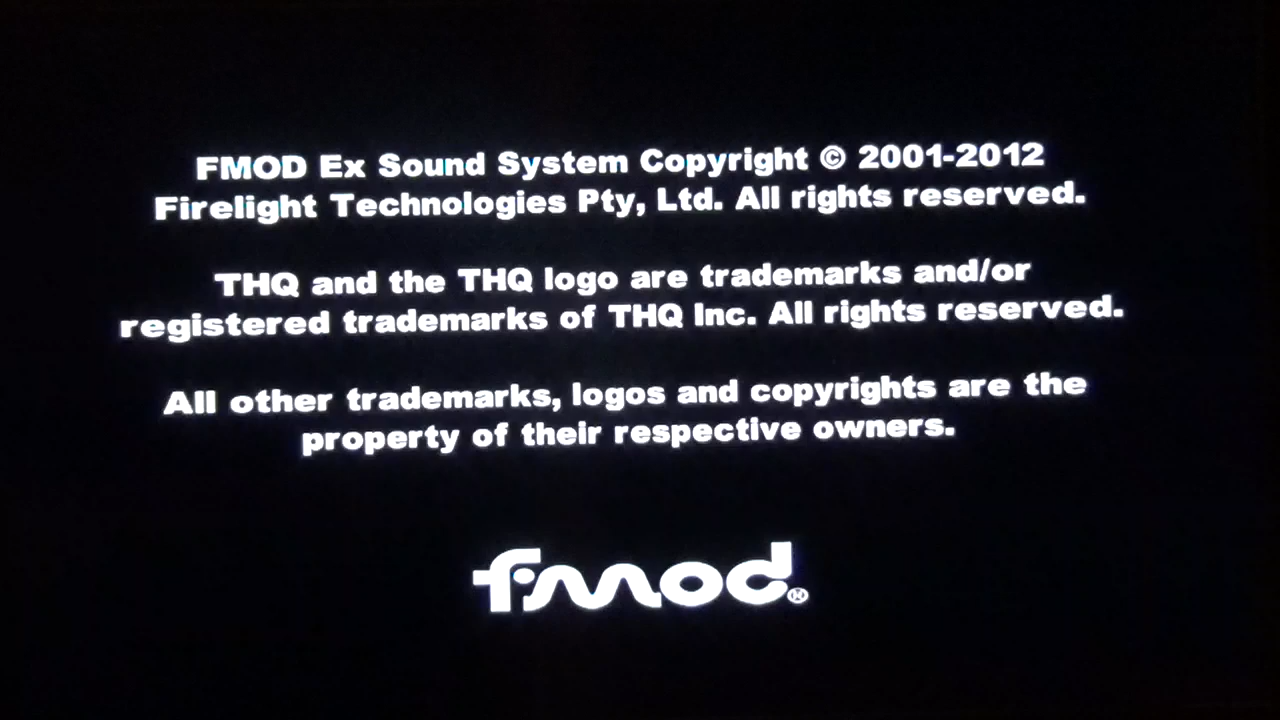 FMOD Ex Sound System Copyright © 2001-2012
Firelight Technologies Pty, Ltd. All rights reserved.
THQ and the THQ logo are trademarks and/or
registered trademarks of THQ Inc. All rights reserved.
All other trademarks, logos and copyrights are the
property of their respective owners.
fmod®